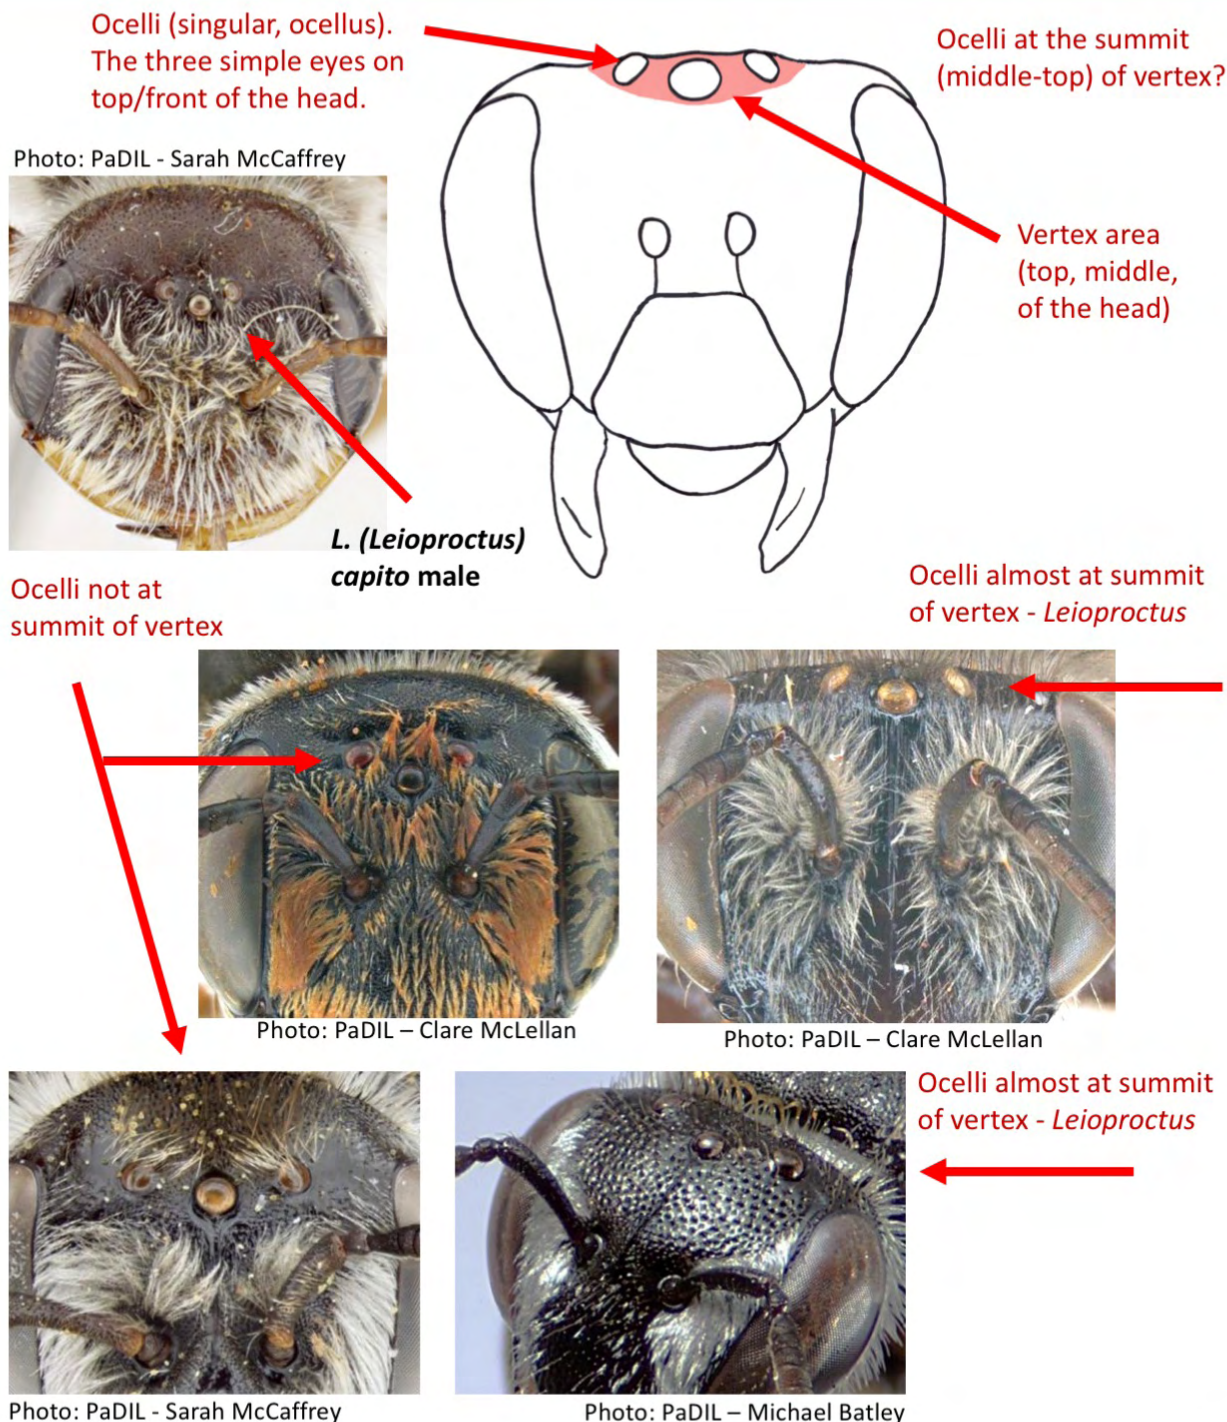 Ocelli (singular, ocellus).
The three simple eyes on
top/front of the head.
Ocelli at the summit
(middle-top) of vertex?
Photo: PaDIL - Sarah McCaffrey
Vertex area
(top, middle,
of the head)
L. (Leioproctus)
capito male
Ocelli not at
summit of vertex
Ocelli almost at summit
of vertex - Leioproctus
Photo: PaDIL – Clare McLellan
Photo: PaDIL – Clare McLellan
Ocelli almost at summit
of vertex - Leioproctus
Photo: PaDIL - Sarah McCaffrey
Photo: PaDIL – Michael Batley